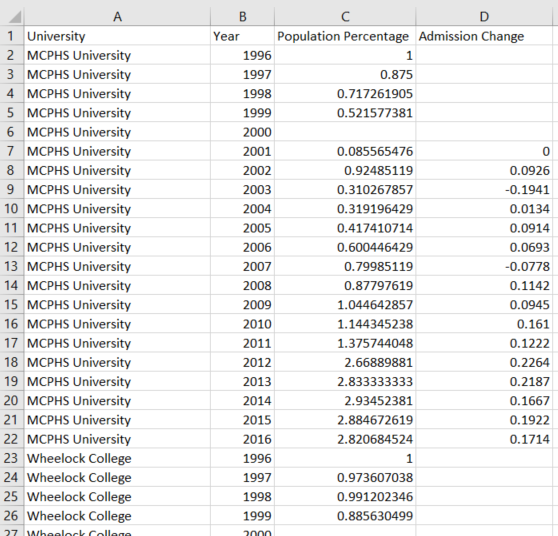 A B C D
1 University Year Population Percentage Admission Change
2 MCPHS University 1996 1
3 MCPHS University 1997 0.875
4 MCPHS University 1998 0.717261905
5 MCPHS University 1999 0.521577381
6 MCPHS University 2000
7 MCPHS University 2001 0.085565476 0
8 MCPHS University 2002 0.92485119 0.0926
9 MCPHS University 2003 0.310267857 -0.1941
10 MCPHS University 2004 0.319196429 0.0134
11 MCPHS University 2005 0.417410714 0.0914
12 MCPHS University 2006 0.600446429 0.0693
13 MCPHS University 2007 0.79985119 -0.0778
14 MCPHS University 2008 0.87797619 0.1142
15 MCPHS University 2009 1.044642857 0.0945
16 MCPHS University 2010 1.144345238 0.161
17 MCPHS University 2011 1.375744048 0.1222
18 MCPHS University 2012 2.66889881 0.2264
19 MCPHS University 2013 2.833333333 0.2187
20 MCPHS University 2014 2.93452381 0.1667
21 MCPHS University 2015 2.884672619 0.1922
22 MCPHS University 2016 2.820684524 0.1714
23 Wheelock College 1996 1
24 Wheelock College 1997 0.973607038
25 Wheelock College 1998 0.991202346
26 Wheelock College 1999 0.885630499
27 Wheelock College 2000